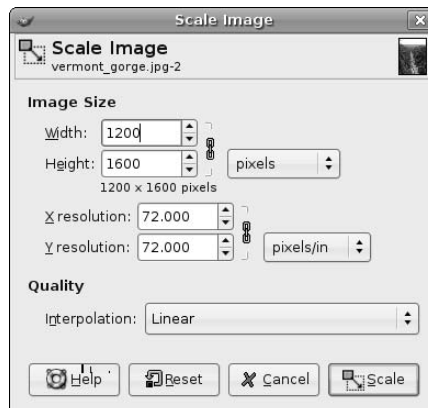 Scale Image
Scale Image
vermont_gorge.jpg-2
Image Size
Width: 1200
Height: 1600 pixels
1200 x 1600 pixels
X resolution: 72.000
Y resolution: 72.000 pixels/in
Quality
Interpolation: Linear
Help Reset Cancel Scale